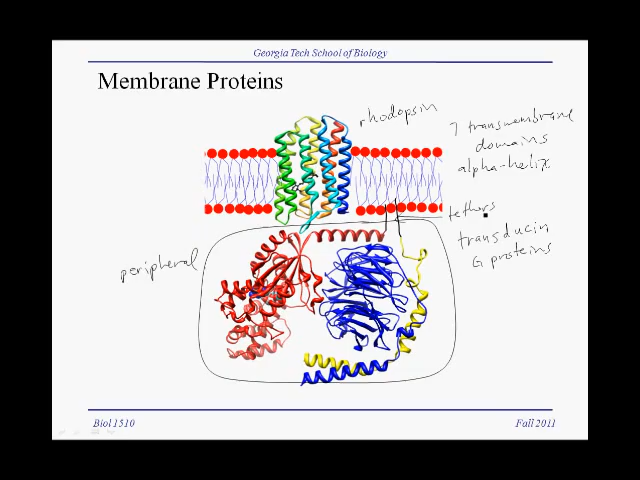 Georgia Tech School of Biology
Membrane Proteins
rhodopsin
7 transmembrane
domains
alpha-helix
tethers
transducin
G proteins
peripheral
Biol 1510
Fall 2011